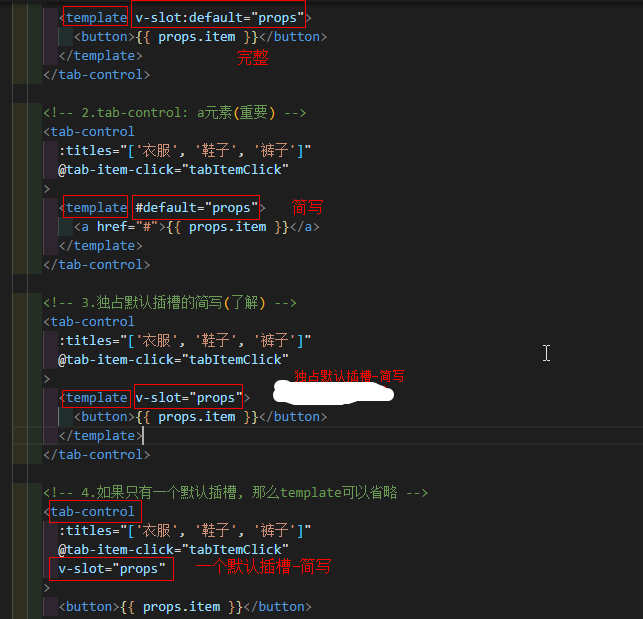 <template v-slot:default="props">
<button>{{ props.item }}</button>
</template>
完整
</tab-control>
<!-- 2.tab-control: a元素(重要) -->
<tab-control
:titles="['衣服', '鞋子', '裤子']"
@tab-item-click="tabItemClick"
>
<template #default="props"> 简写
<a href="#">{{ props.item }}</a>
</template>
</tab-control>
<!-- 3.独占默认插槽的简写(了解) -->
<tab-control
:titles="['衣服', '鞋子', '裤子']"
@tab-item-click="tabItemClick"
>
独占默认插槽-简写
<template v-slot="props">
<button>{{ props.item }}</button>
</template>
</tab-control>
<!-- 4.如果只有一个默认插槽, 那么template可以省略 -->
<tab-control
:titles="['衣服', '鞋子', '裤子']"
@tab-item-click="tabItemClick"
v-slot="props" 一个默认插槽-简写
>
<button>{{ props.item }}</button>